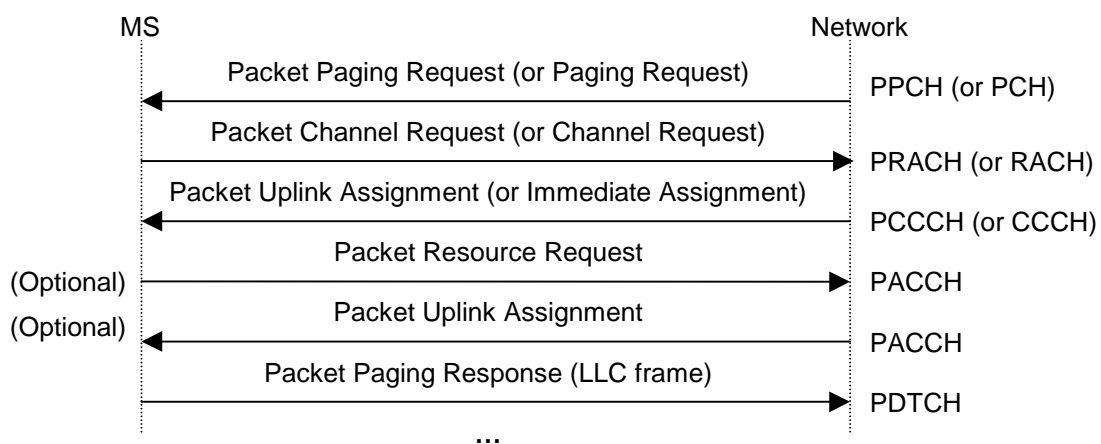 MS Network
Packet Paging Request (or Paging Request)
PPCH (or PCH)
Packet Channel Request (or Channel Request)
PRACH (or RACH)
Packet Uplink Assignment (or Immediate Assignment)
PCCCH (or CCCH)
Packet Resource Request
(Optional) PACCH
Packet Uplink Assignment
(Optional) PACCH
Packet Paging Response (LLC frame)
PDTCH
...